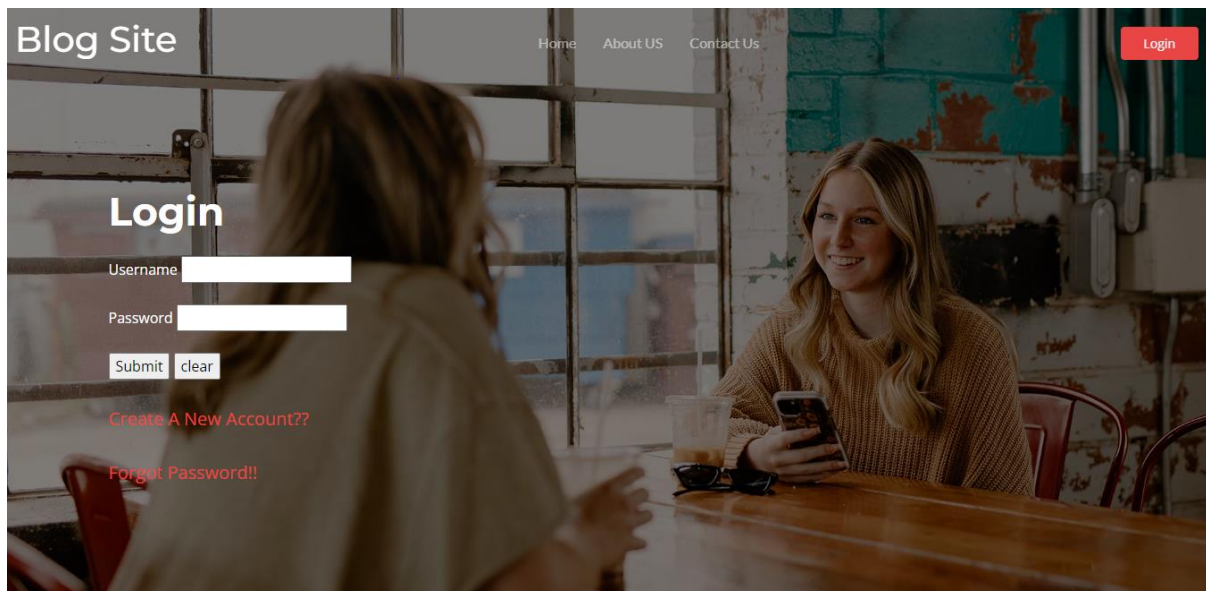 Blog Site
Home About US Contact Us
Login
Login
Username
Password
Submit clear
Create A New Account??
Forgot Password!!